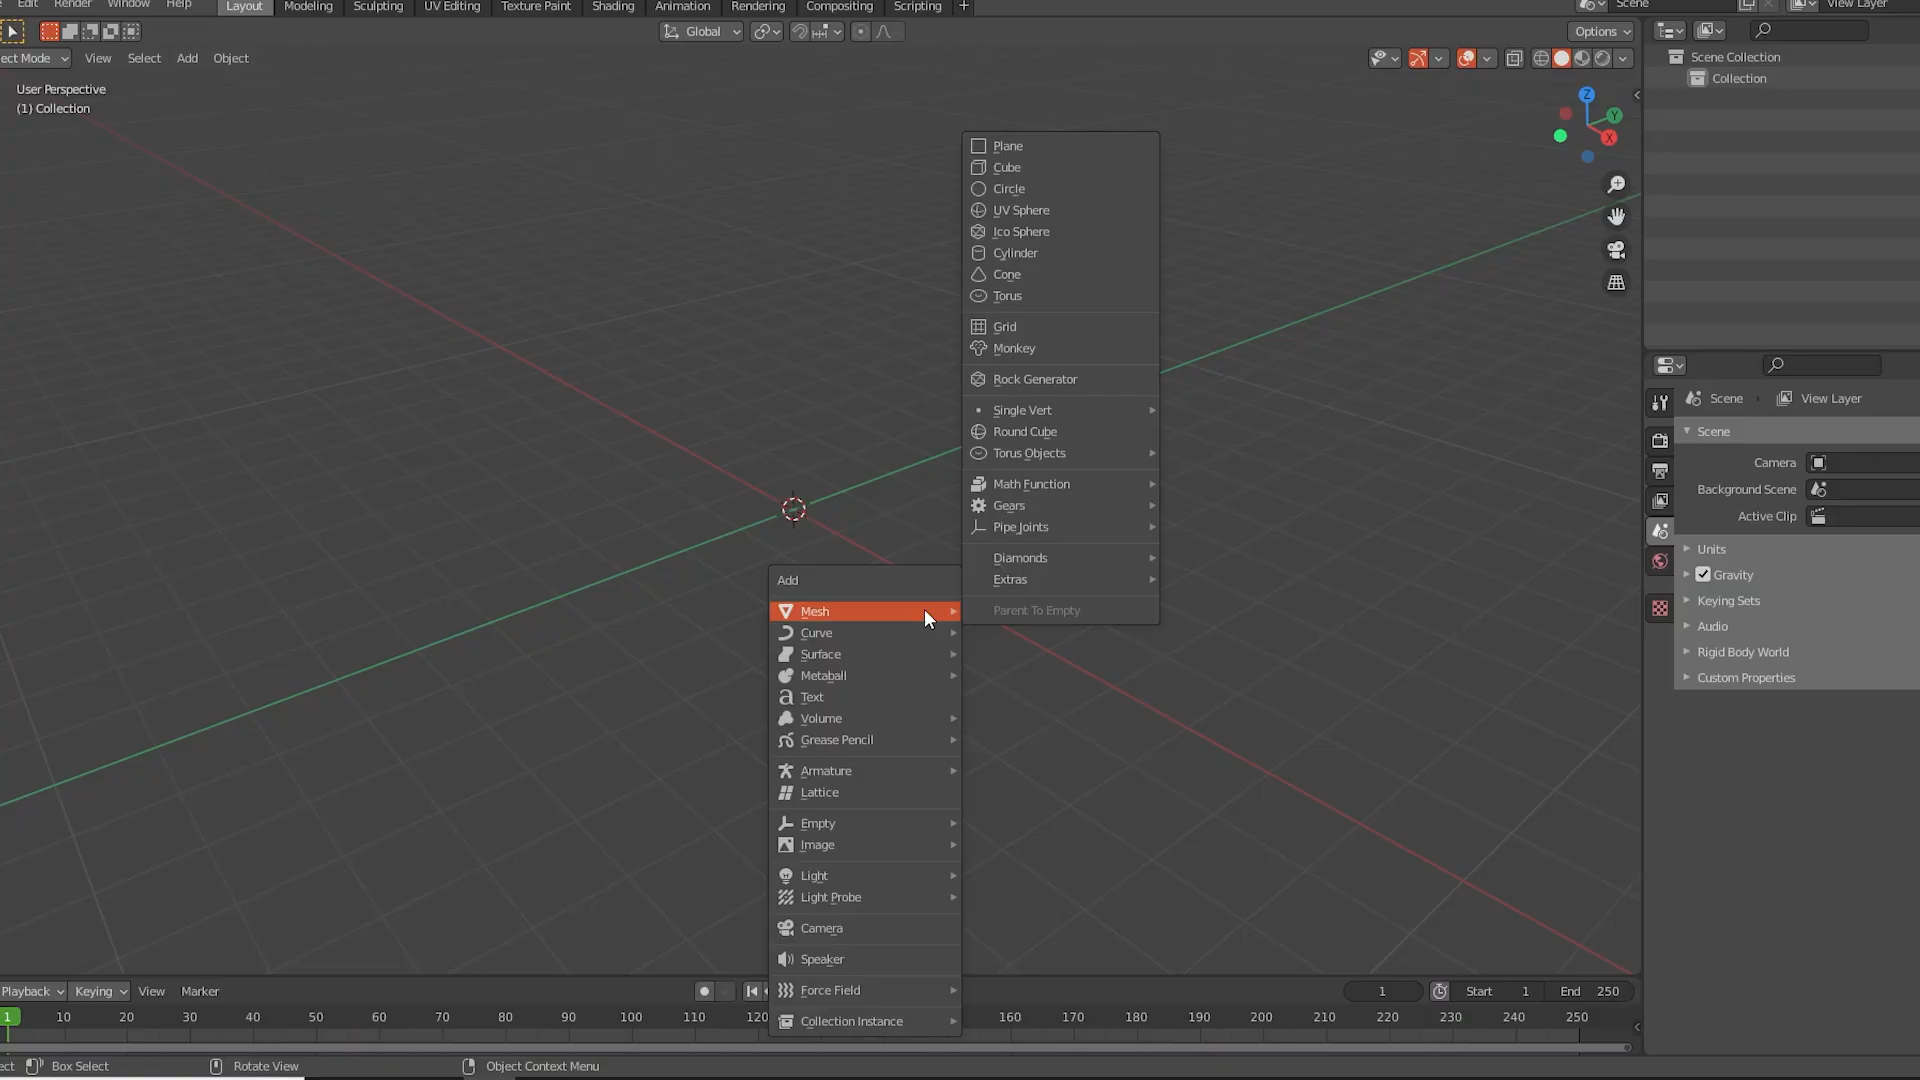 Edit Render Window Help Layout Modeling Sculpting UV Editing Texture Paint Shading Animation Rendering Compositing Scripting + Scene View Layer
Global Options
ect Mode View Select Add Object
User Perspective
(1) Collection
Z
Y
X
Scene Collection
Collection
Plane
Cube
Circle
UV Sphere
Ico Sphere
Cylinder
Cone
Torus
Grid
Monkey
Rock Generator
Single Vert
Round Cube
Torus Objects
Math Function
Gears
Pipe Joints
Diamonds
Extras
Parent To Empty
Add
Mesh
Curve
Surface
Metaball
Text
Volume
Grease Pencil
Armature
Lattice
Empty
Image
Light
Light Probe
Camera
Speaker
Force Field
Collection Instance
Scene View Layer
Scene
Camera
Background Scene
Active Clip
Units
Gravity
Keying Sets
Audio
Rigid Body World
Custom Properties
Playback Keying View Marker 1 Start 1 End 250
1 10 20 30 40 50 60 70 80 90 100 110 160 170 180 190 200 210 220 230 240 250
ect Box Select Rotate View Object Context Menu